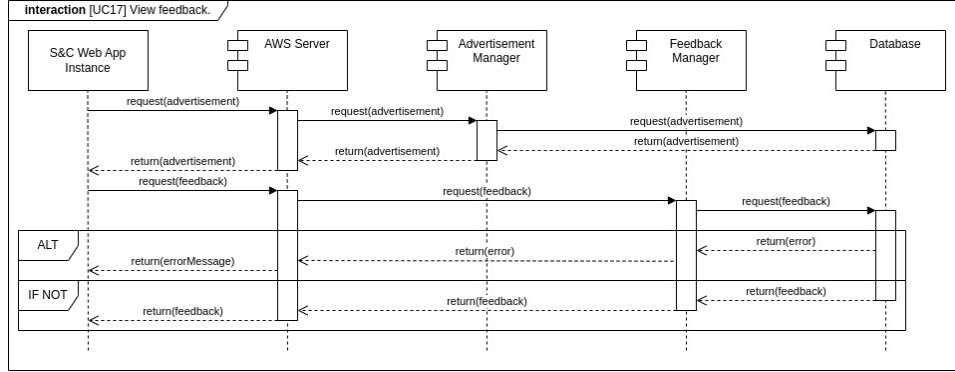 interaction [UC17] View feedback.
S&C Web App
Instance
AWS Server
Advertisement
Manager
Feedback
Manager
Database
request(advertisement)
request(advertisement)
request(advertisement)
return(advertisement)
return(advertisement)
return(advertisement)
request(feedback)
request(feedback)
request(feedback)
ALT
return(error)
return(error)
return(errorMessage)
IF NOT
return(feedback)
return(feedback)
return(feedback)